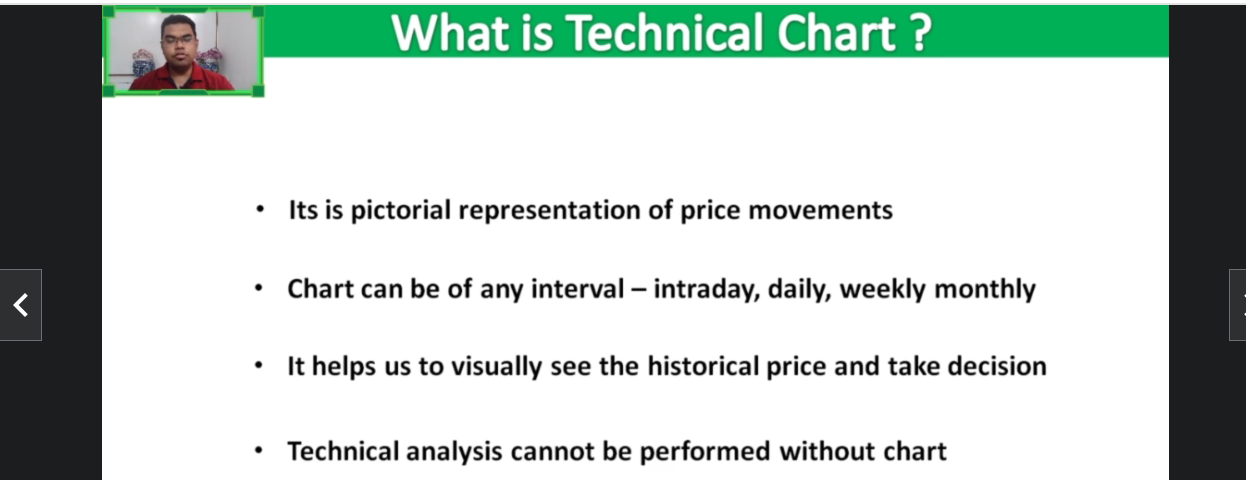 What is Technical Chart ?
• Its is pictorial representation of price movements
• Chart can be of any interval – intraday, daily, weekly monthly
• It helps us to visually see the historical price and take decision
• Technical analysis cannot be performed without chart